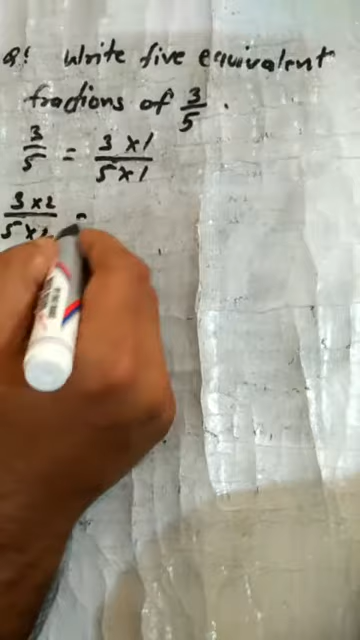 Q: Write five equivalent
fractions of 3/5.
3/5 = 3 x 1 / 5 x 1
3 x 2 / 5 x 2 =